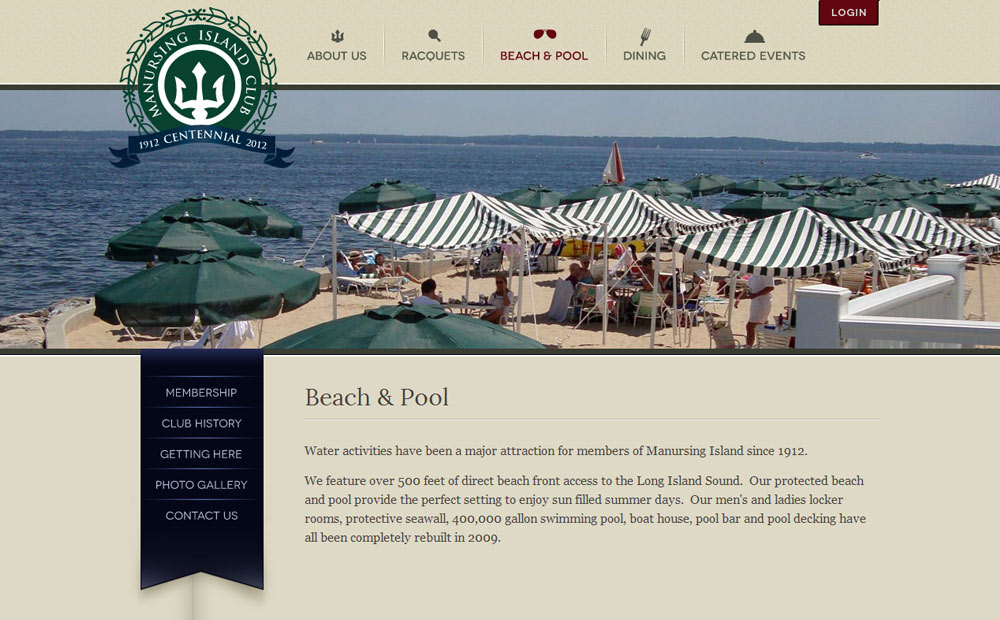 LOGIN
MANURSING ISLAND CLUB
1912 CENTENNIAL 2012
ABOUT US
RACQUETS
BEACH & POOL
DINING
CATERED EVENTS
MEMBERSHIP
CLUB HISTORY
GETTING HERE
PHOTO GALLERY
CONTACT US
Beach & Pool
Water activities have been a major attraction for members of Manursing Island since 1912.
We feature over 500 feet of direct beach front access to the Long Island Sound.  Our protected beach
and pool provide the perfect setting to enjoy sun filled summer days.  Our men's and ladies locker
rooms, protective seawall, 400,000 gallon swimming pool, boat house, pool bar and pool decking have
all been completely rebuilt in 2009.